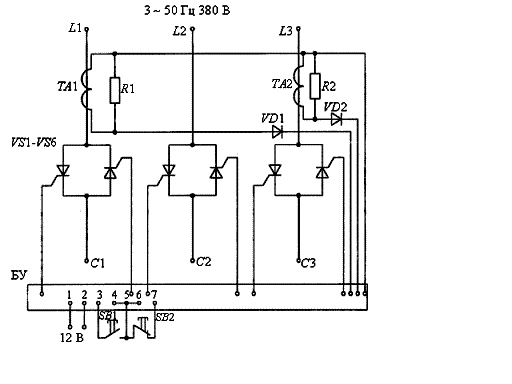 3 ~ 50 Гц 380 В
L1 L2 L3
TA1 R1 TA2 R2
VD2
VD1
VS1-VS6
C1 C2 C3
БУ
1 2 3 4 5 6 7
SB1 SB2
12 В